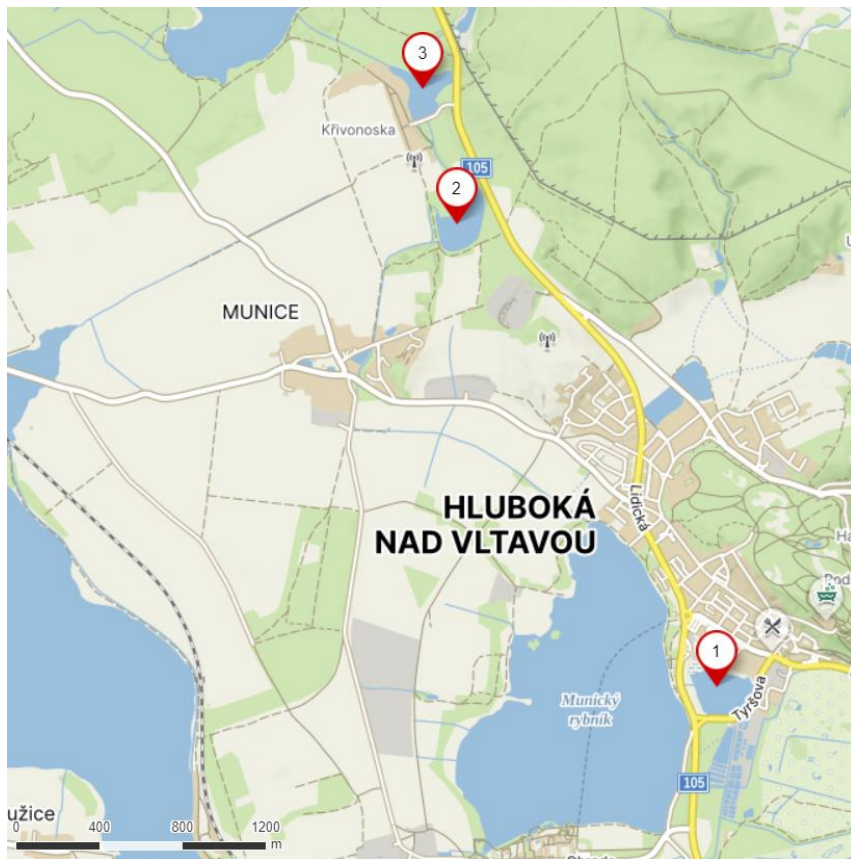 3
Křivonoska
105
2
MUNICE
Lidická
HLUBOKÁ
NAD VLTAVOU
1
Munický
rybník
Tyršova
105
užice
0 400 800 1200
m